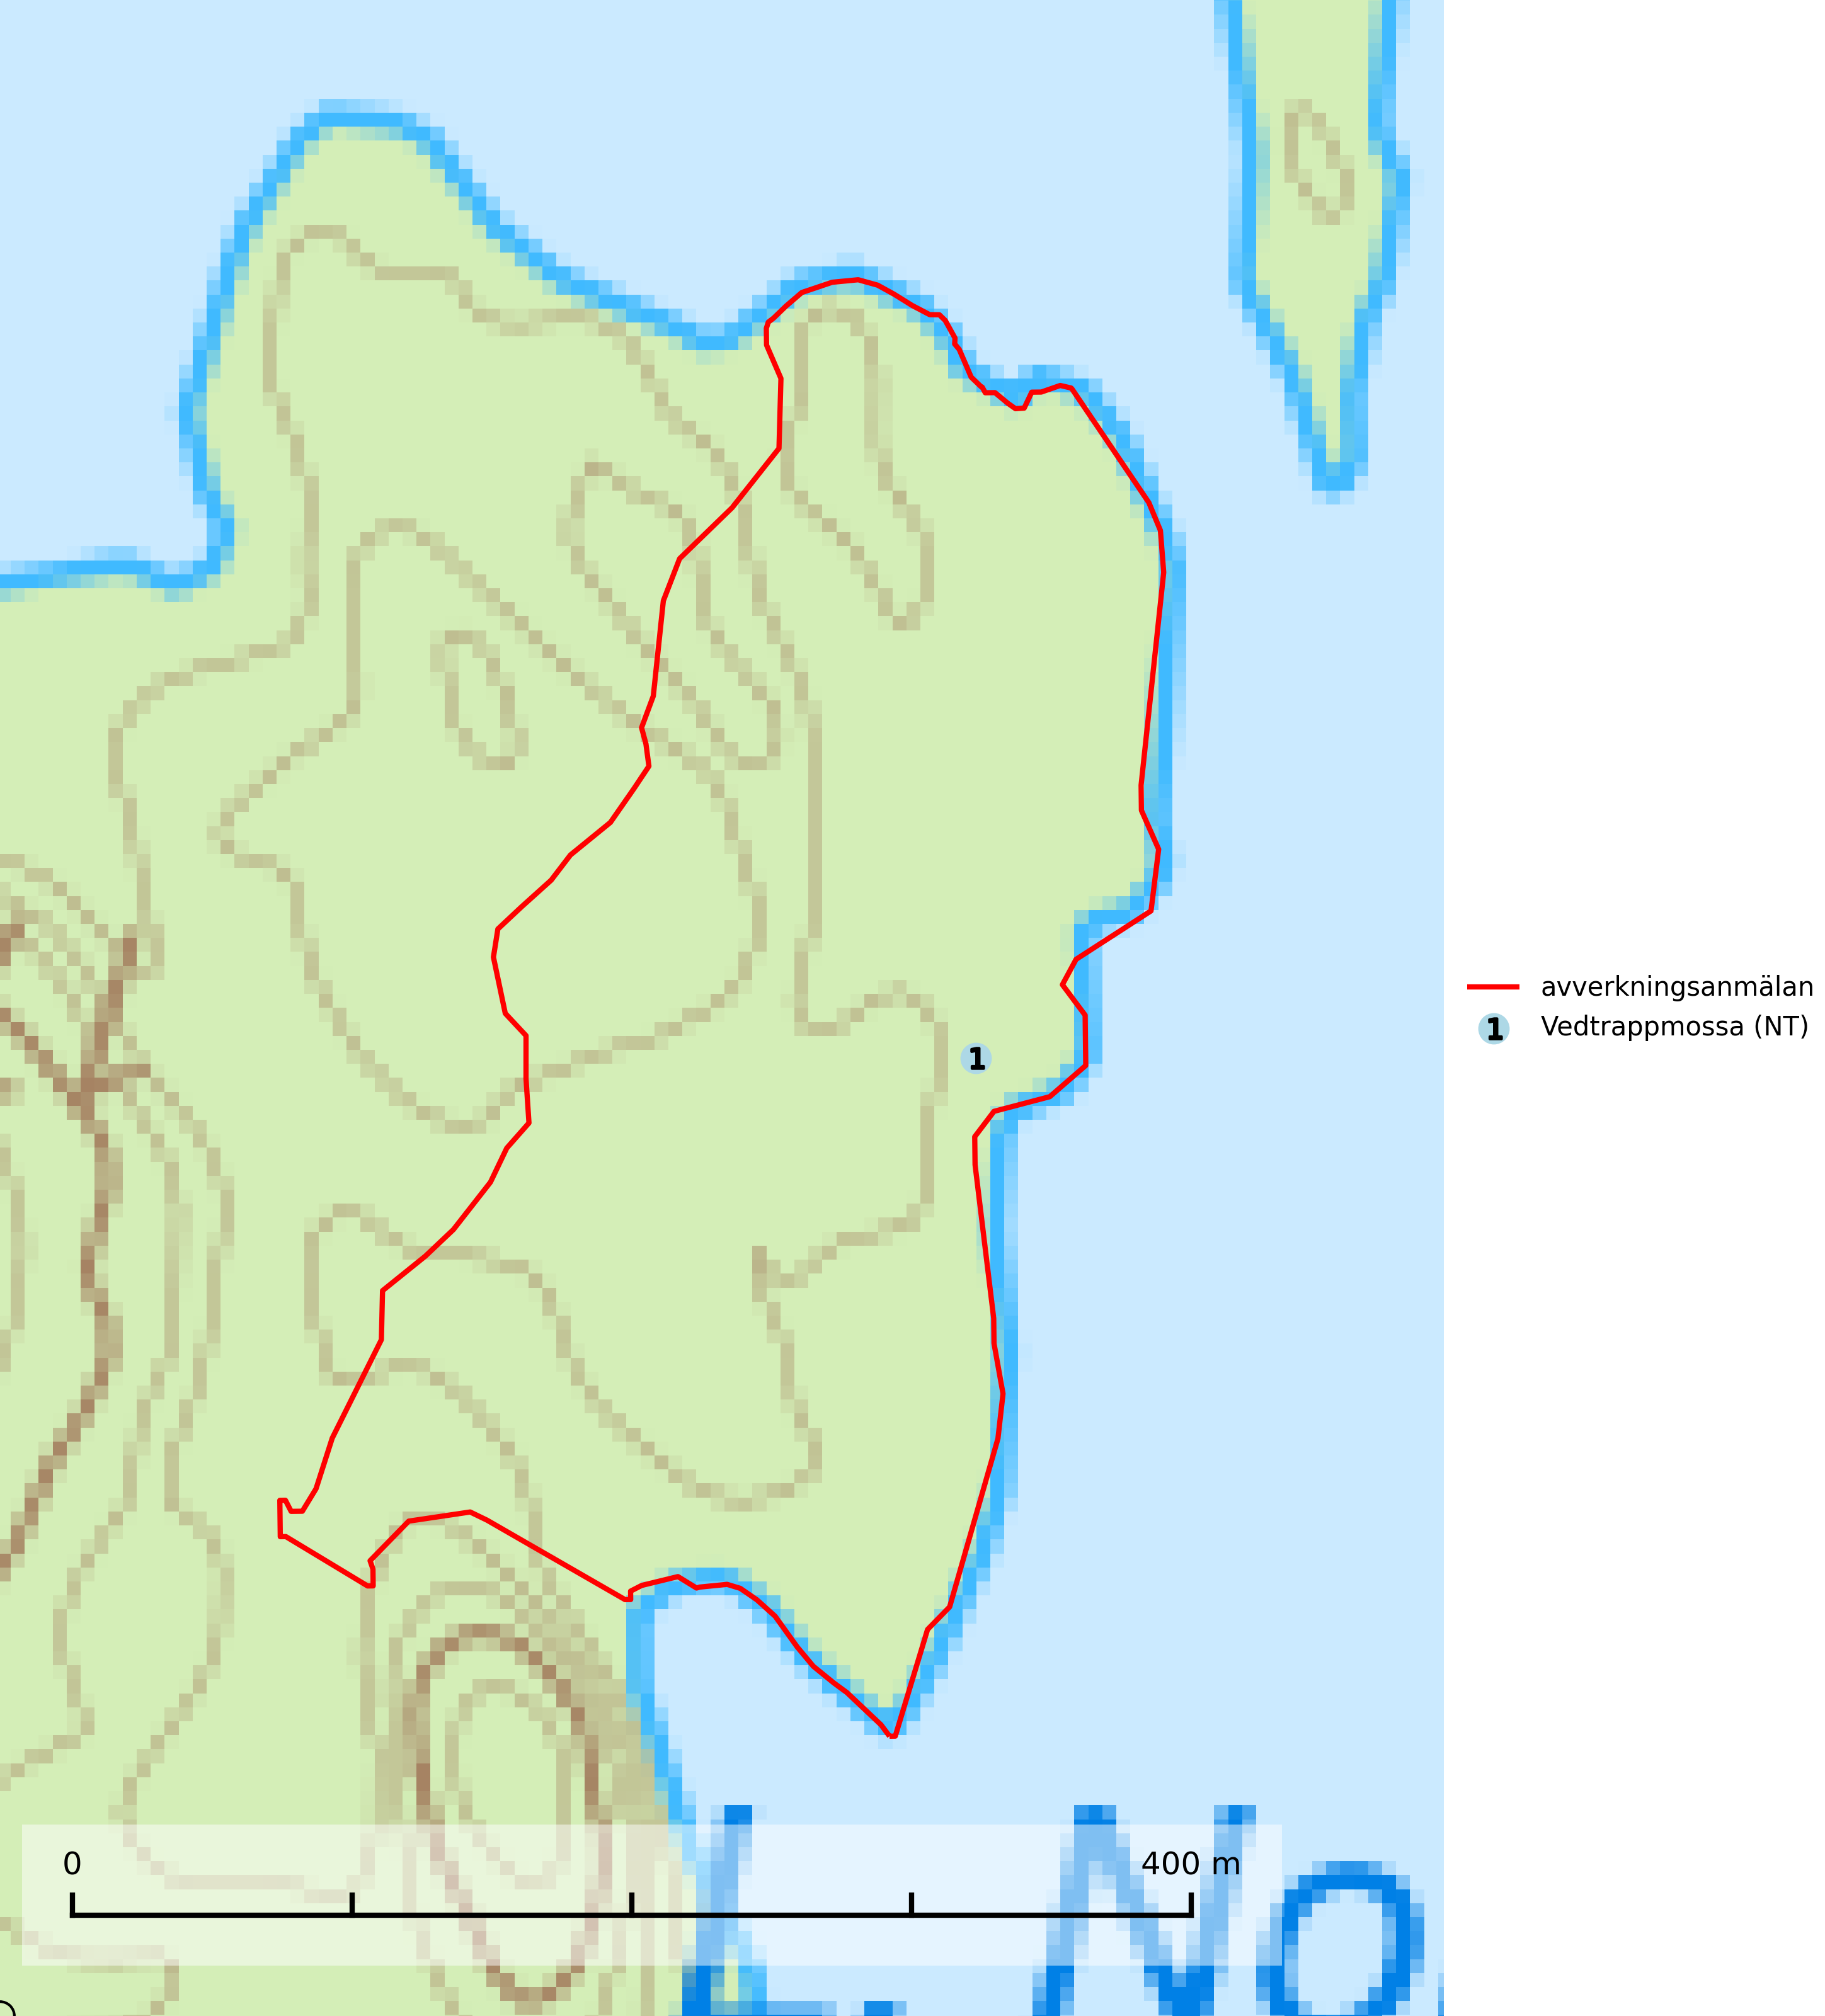 avverkningsanmälan
1 Vedtrappmossa (NT)
1
0 400 m